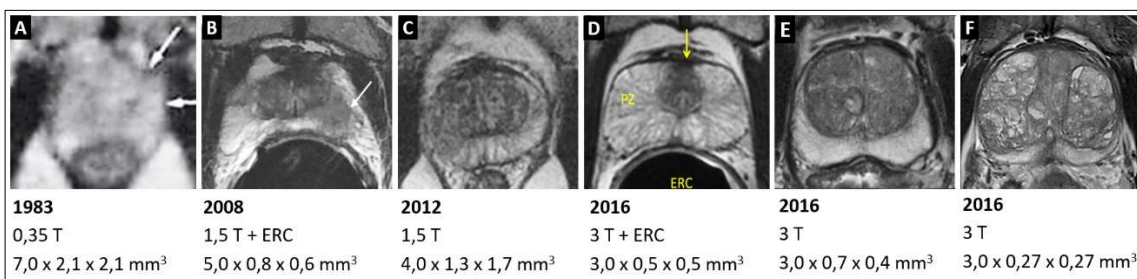 A
B
C
D
E
F
PZ
ERC
1983
2008
2012
2016
2016
2016
0,35 T
1,5 T + ERC
1,5 T
3 T + ERC
3 T
3 T
7,0 x 2,1 x 2,1 mm³
5,0 x 0,8 x 0,6 mm³
4,0 x 1,3 x 1,7 mm³
3,0 x 0,5 x 0,5 mm³
3,0 x 0,7 x 0,4 mm³
3,0 x 0,27 x 0,27 mm³